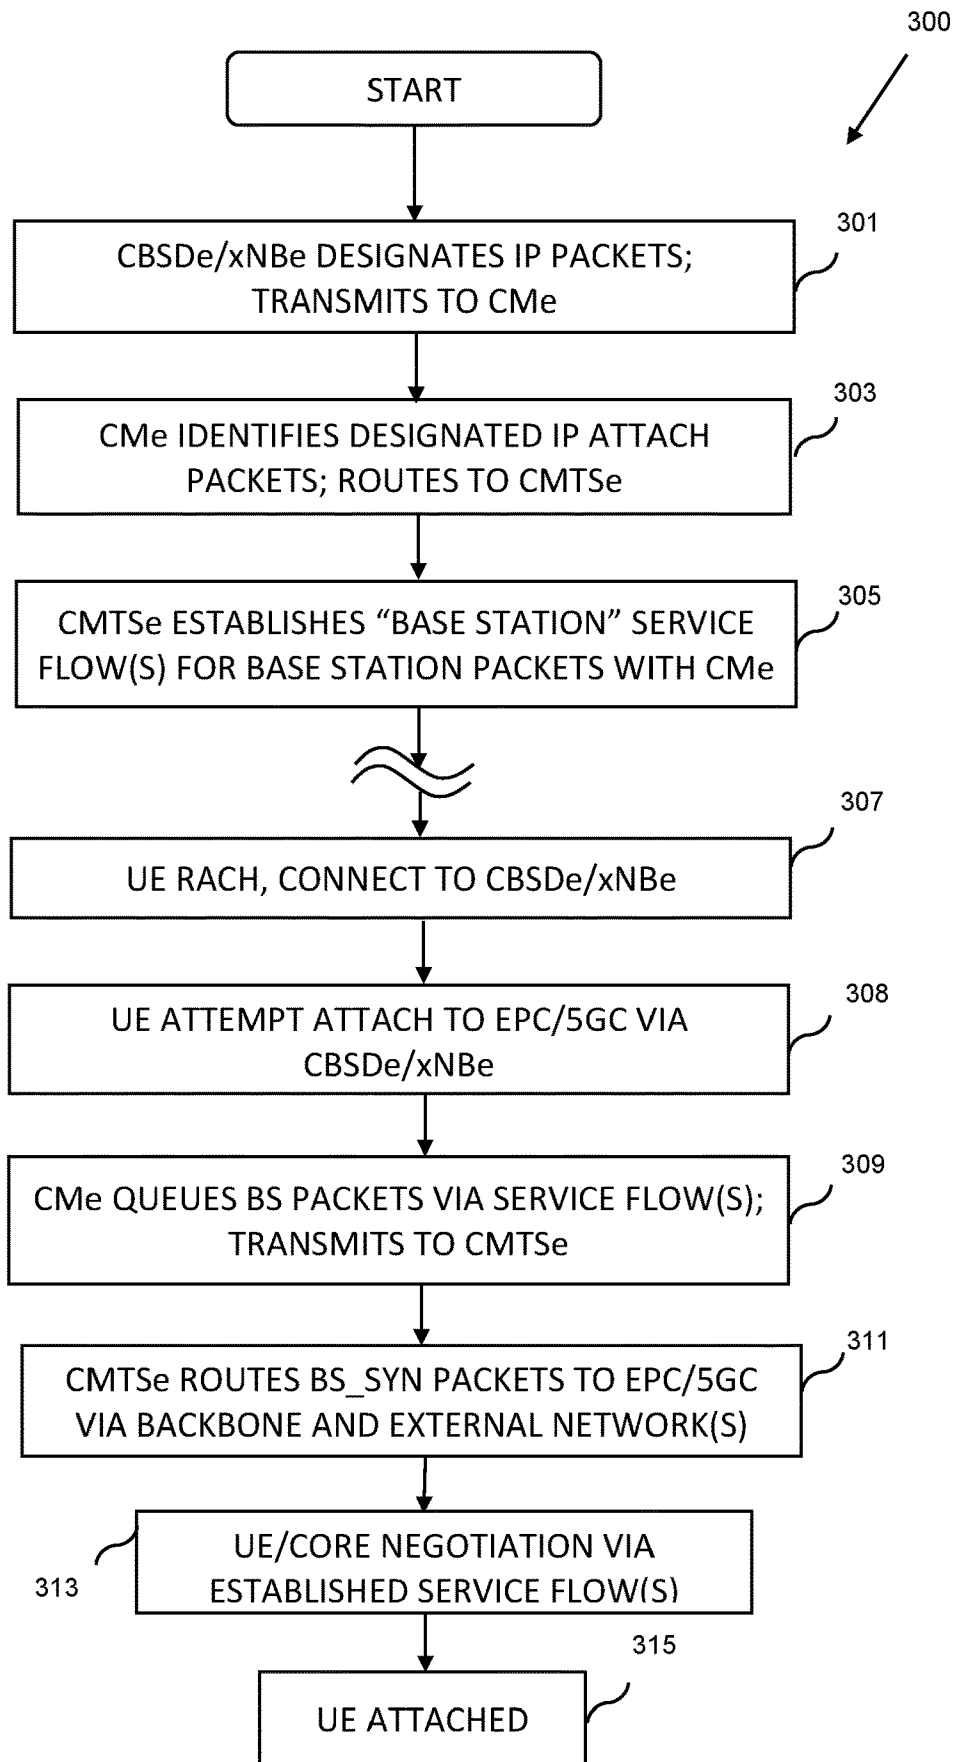 300
START
301
CBSDe/xNBe DESIGNATES IP PACKETS;
TRANSMITS TO CMe
303
CMe IDENTIFIES DESIGNATED IP ATTACH
PACKETS; ROUTES TO CMTSe
305
CMTSe ESTABLISHES “BASE STATION” SERVICE
FLOW(S) FOR BASE STATION PACKETS WITH CMe
307
UE RACH, CONNECT TO CBSDe/xNBe
308
UE ATTEMPT ATTACH TO EPC/5GC VIA
CBSDe/xNBe
309
CMe QUEUES BS PACKETS VIA SERVICE FLOW(S);
TRANSMITS TO CMTSe
311
CMTSe ROUTES BS_SYN PACKETS TO EPC/5GC
VIA BACKBONE AND EXTERNAL NETWORK(S)
UE/CORE NEGOTIATION VIA
ESTABLISHED SERVICE FLOW(S)
313
315
UE ATTACHED